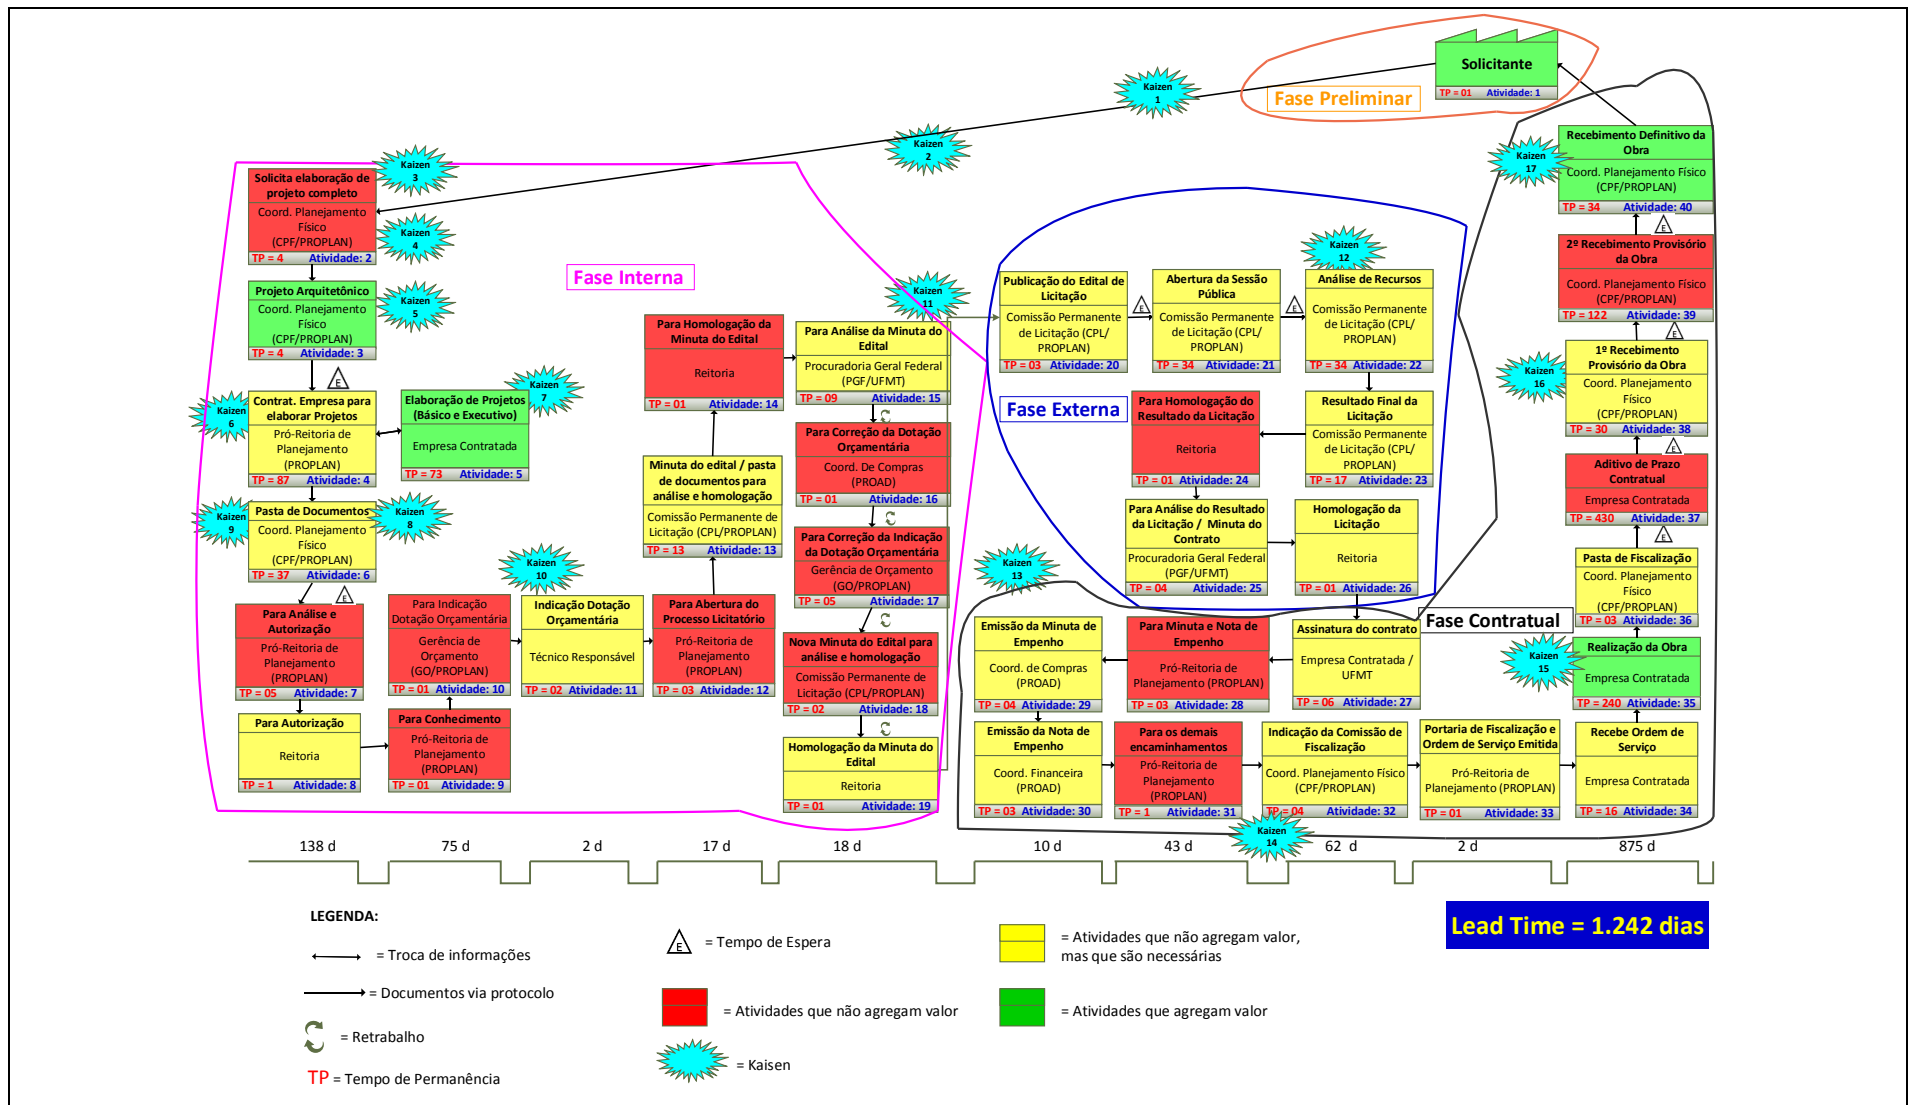 Solicitante
TP = 01 Atividade: 1
Fase Preliminar
Kaizen
1
Kaizen
2
Kaizen
3
Solicita elaboração de
projeto completo
Coord. Planejamento
Físico
(CPF/PROPLAN)
TP = 4 Atividade: 2
Kaizen
4
Projeto Arquitetônico
Coord. Planejamento
Físico
(CPF/PROPLAN)
TP = 4 Atividade: 3
Kaizen
5
E
Contrat. Empresa para
elaborar Projetos
Pró-Reitoria de
Planejamento
(PROPLAN)
TP = 87 Atividade: 4
Kaizen
6
Elaboração de Projetos
(Básico e Executivo)
Empresa Contratada
TP = 73 Atividade: 5
Kaizen
7
Pasta de Documentos
Coord. Planejamento
Físico
(CPF/PROPLAN)
TP = 37 Atividade: 6
Kaizen
8
Kaizen
9
E
Para Análise e
Autorização
Pró-Reitoria de
Planejamento
(PROPLAN)
TP = 05 Atividade: 7
Para Autorização
Reitoria
TP = 1 Atividade: 8
Para Conhecimento
Pró-Reitoria de
Planejamento
(PROPLAN)
TP = 01 Atividade: 9
Para Indicação
Dotação Orçamentária
Gerência de
Orçamento
(GO/PROPLAN)
TP = 01 Atividade: 10
Kaizen
10
Indicação Dotação
Orçamentária
Técnico Responsável
TP = 02 Atividade: 11
Para Abertura do
Processo Licitatório
Pró-Reitoria de
Planejamento
(PROPLAN)
TP = 03 Atividade: 12
Minuta do edital / pasta
de documentos para
análise e homologação
Comissão Permanente de
Licitação (CPL/PROPLAN)
TP = 13 Atividade: 13
Fase Interna
Para Homologação da
Minuta do Edital
Reitoria
TP = 01 Atividade: 14
Para Análise da Minuta do
Edital
Procuradoria Geral Federal
(PGF/UFMT)
TP = 09 Atividade: 15
Kaizen
11
Para Correção da Dotação
Orçamentária
Coord. De Compras
(PROAD)
TP = 01 Atividade: 16
Para Correção da Indicação
da Dotação Orçamentária
Gerência de Orçamento
(GO/PROPLAN)
TP = 05 Atividade: 17
Nova Minuta do Edital para
análise e homologação
Comissão Permanente de
Licitação (CPL/PROPLAN)
TP = 02 Atividade: 18
Homologação da Minuta do
Edital
Reitoria
TP = 01 Atividade: 19
Publicação do Edital de
Licitação
Comissão Permanente
de Licitação (CPL/
PROPLAN)
TP = 03 Atividade: 20
E
Abertura da Sessão
Pública
Comissão Permanente
de Licitação (CPL/
PROPLAN)
TP = 34 Atividade: 21
E
Kaizen
12
Análise de Recursos
Comissão Permanente
de Licitação (CPL/
PROPLAN)
TP = 34 Atividade: 22
Fase Externa
Resultado Final da
Licitação
Comissão Permanente
de Licitação (CPL/
PROPLAN)
TP = 17 Atividade: 23
Para Homologação do
Resultado da Licitação
Reitoria
TP = 01 Atividade: 24
Para Análise do Resultado
da Licitação / Minuta do
Contrato
Procuradoria Geral Federal
(PGF/UFMT)
TP = 04 Atividade: 25
Homologação da
Licitação
Reitoria
TP = 01 Atividade: 26
Kaizen
13
Fase Contratual
Assinatura do contrato
Empresa Contratada /
UFMT
TP = 06 Atividade: 27
Para Minuta e Nota de
Empenho
Pró-Reitoria de
Planejamento (PROPLAN)
TP = 03 Atividade: 28
Emissão da Minuta de
Empenho
Coord. de Compras
(PROAD)
TP = 04 Atividade: 29
Emissão da Nota de
Empenho
Coord. Financeira
(PROAD)
TP = 03 Atividade: 30
Para os demais
encaminhamentos
Pró-Reitoria de
Planejamento
(PROPLAN)
TP = 1 Atividade: 31
Indicação da Comissão de
Fiscalização
Coord. Planejamento Físico
(CPF/PROPLAN)
TP = 04 Atividade: 32
Kaizen
14
Portaria de Fiscalização e
Ordem de Serviço Emitida
Pró-Reitoria de
Planejamento (PROPLAN)
TP = 01 Atividade: 33
Recebe Ordem de
Serviço
Empresa Contratada
TP = 16 Atividade: 34
Kaizen
15
Realização da Obra
Empresa Contratada
TP = 240 Atividade: 35
Pasta de Fiscalização
Coord. Planejamento
Físico
(CPF/PROPLAN)
TP = 03 Atividade: 36
E
Aditivo de Prazo
Contratual
Empresa Contratada
TP = 430 Atividade: 37
E
Kaizen
16
1º Recebimento
Provisório da Obra
Coord. Planejamento
Físico
(CPF/PROPLAN)
TP = 30 Atividade: 38
E
2º Recebimento Provisório
da Obra
Coord. Planejamento Físico
(CPF/PROPLAN)
TP = 122 Atividade: 39
E
Kaizen
17
Recebimento Definitivo da
Obra
Coord. Planejamento Físico
(CPF/PROPLAN)
TP = 34 Atividade: 40
138 d 75 d 2 d 17 d 18 d 10 d 43 d 62 d 2 d 875 d
LEGENDA:
= Troca de informações
= Documentos via protocolo
= Retrabalho
TP = Tempo de Permanência
E = Tempo de Espera
= Atividades que não agregam valor
= Kaisen
= Atividades que não agregam valor,
mas que são necessárias
= Atividades que agregam valor
Lead Time = 1.242 dias